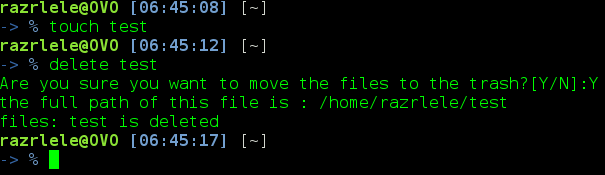 razrlele@OVO [06:45:08] [~]
-> % touch test
razrlele@OVO [06:45:12] [~]
-> % delete test
Are you sure you want to move the files to the trash?[Y/N]:Y
the full path of this file is : /home/razrlele/test
files: test is deleted
razrlele@OVO [06:45:17] [~]
-> %